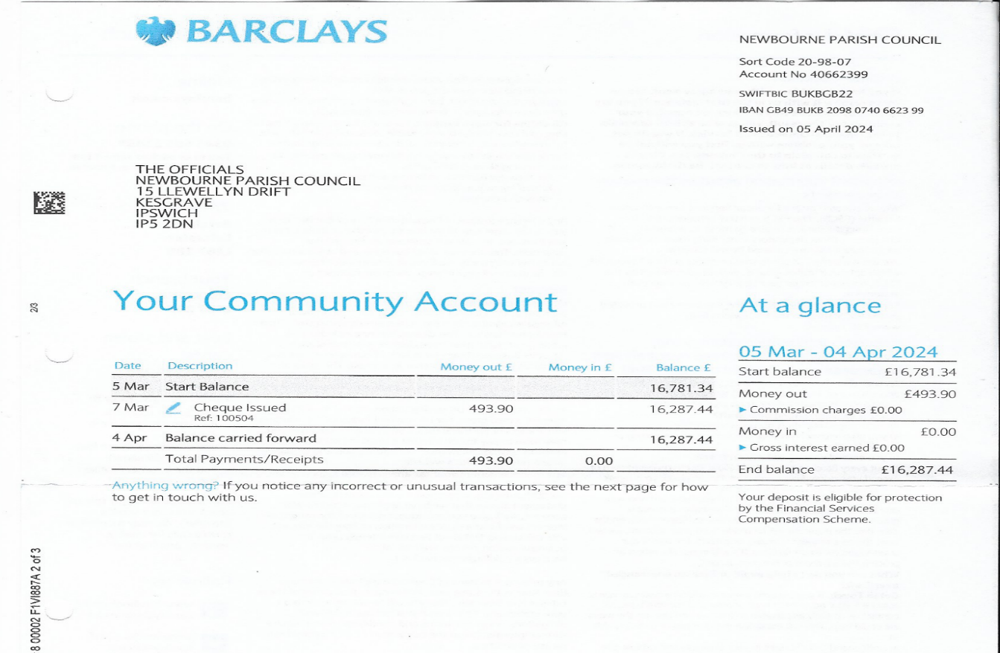 BARCLAYS
NEWBOURNE PARISH COUNCIL
Sort Code 20-98-07
Account No 40662399
SWIFTBIC BUKBGB22
IBAN GB49 BUKB 2098 0740 6623 99
Issued on 05 April 2024
THE OFFICIALS
NEWBOURNE PARISH COUNCIL
15 LLEWELLYN DRIFT
KESGRAVE
IPSWICH
IP5 2DN
2/3
Your Community Account
Date Description Money out £ Money in £ Balance £
5 Mar Start Balance 16,781.34
7 Mar Cheque Issued 493.90 16,287.44
Ref: 100504
4 Apr Balance carried forward 16,287.44
Total Payments/Receipts 493.90 0.00
Anything wrong? If you notice any incorrect or unusual transactions, see the next page for how
to get in touch with us.
At a glance
05 Mar - 04 Apr 2024
Start balance £16,781.34
Money out £493.90
Commission charges £0.00
Money in £0.00
Gross interest earned £0.00
End balance £16,287.44
Your deposit is eligible for protection
by the Financial Services
Compensation Scheme.
8 00002 F1VI887A 2 of 3